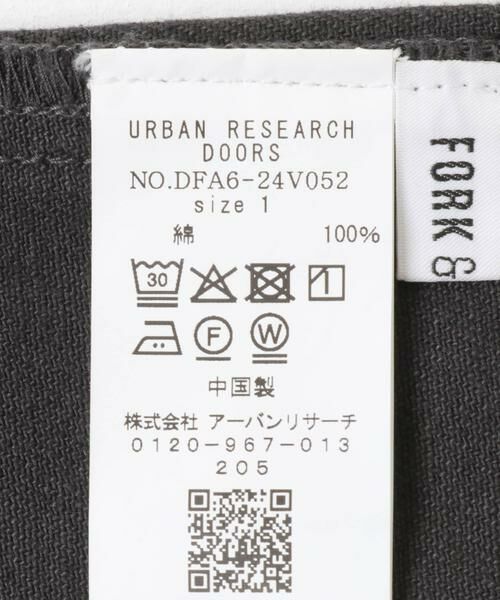 URBAN RESEARCH
DOORS
NO.DFA6-24V052
size 1
綿 100%
30
F W
中国製
株式会社 アーバンリサーチ
0120-967-013
205
FORK &